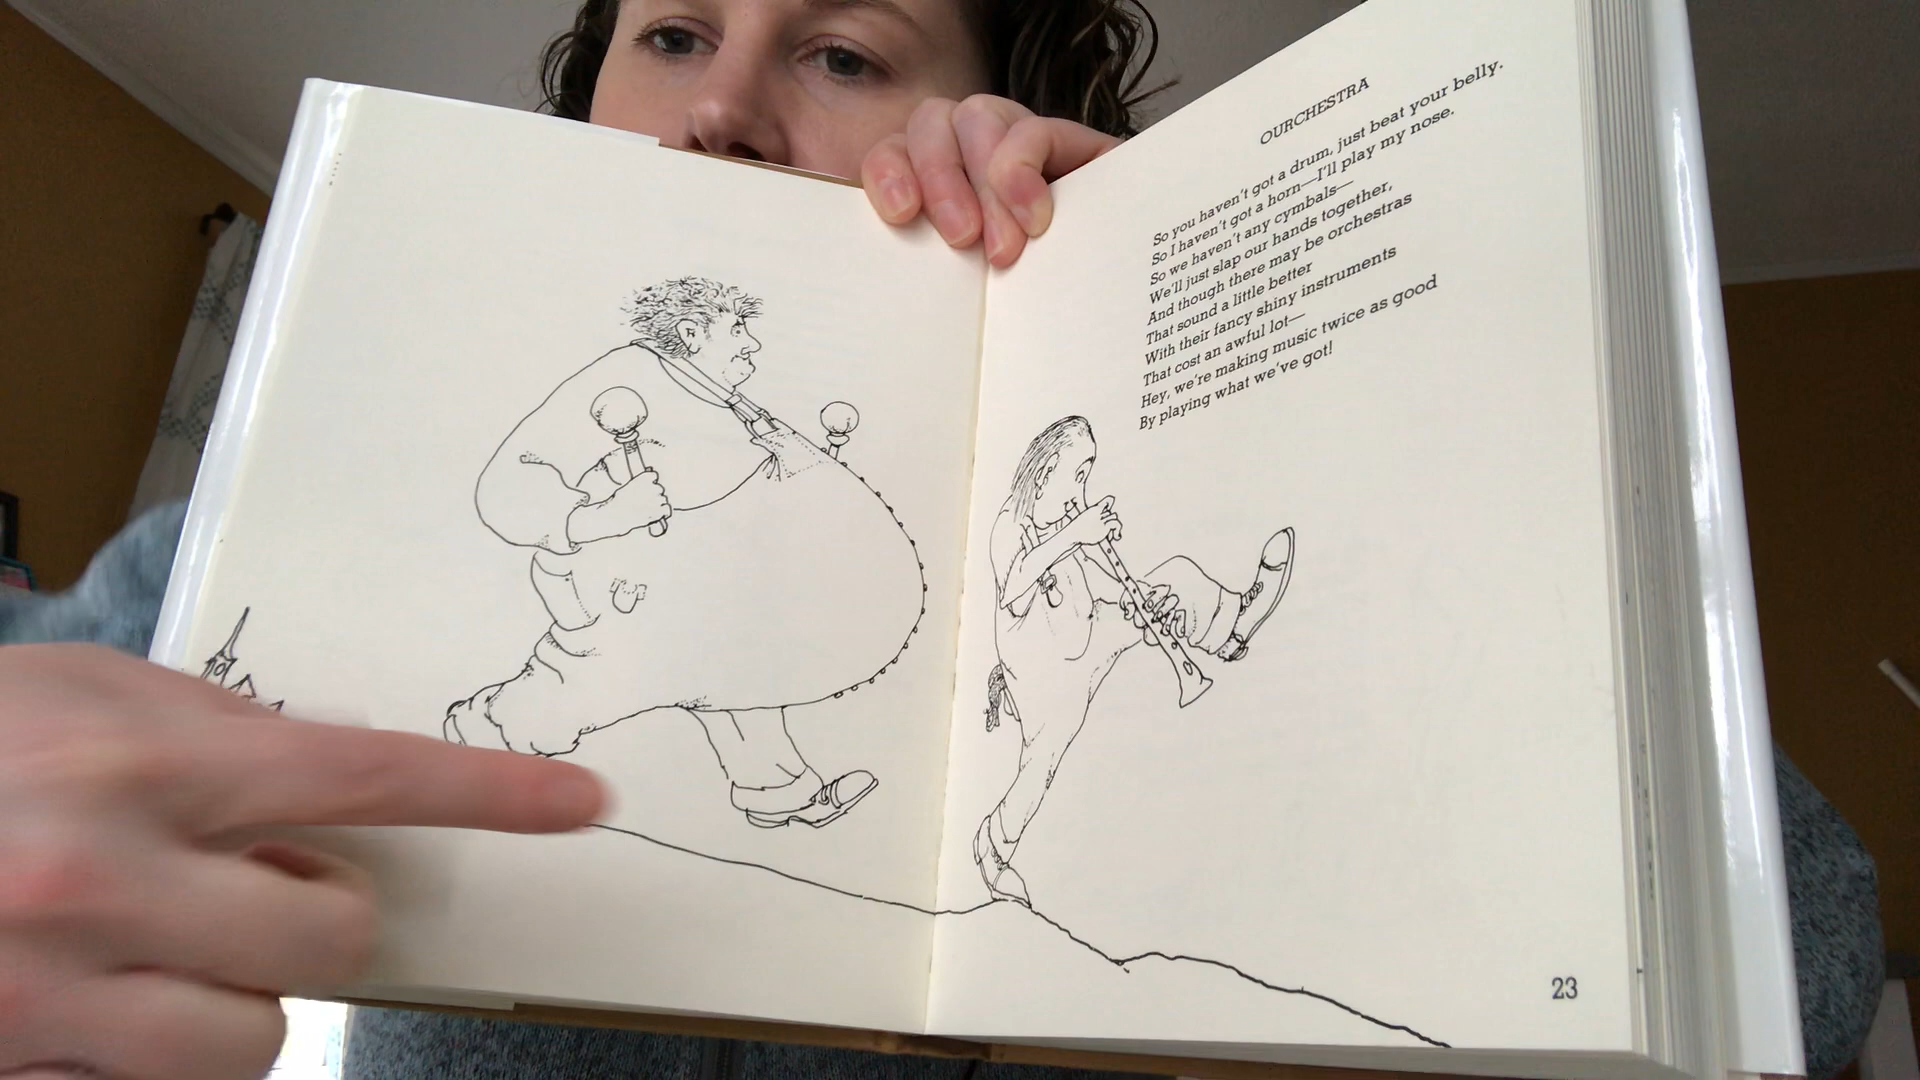 OURCHESTRA
So you haven't got a drum, just beat your belly.
So I haven't got a horn—I'll play my nose.
So we haven't any cymbals—
We'll just slap our hands together,
And though there may be orchestras
That sound a little better
With their fancy shiny instruments
That cost an awful lot—
Hey, we're making music twice as good
By playing what we've got!
23